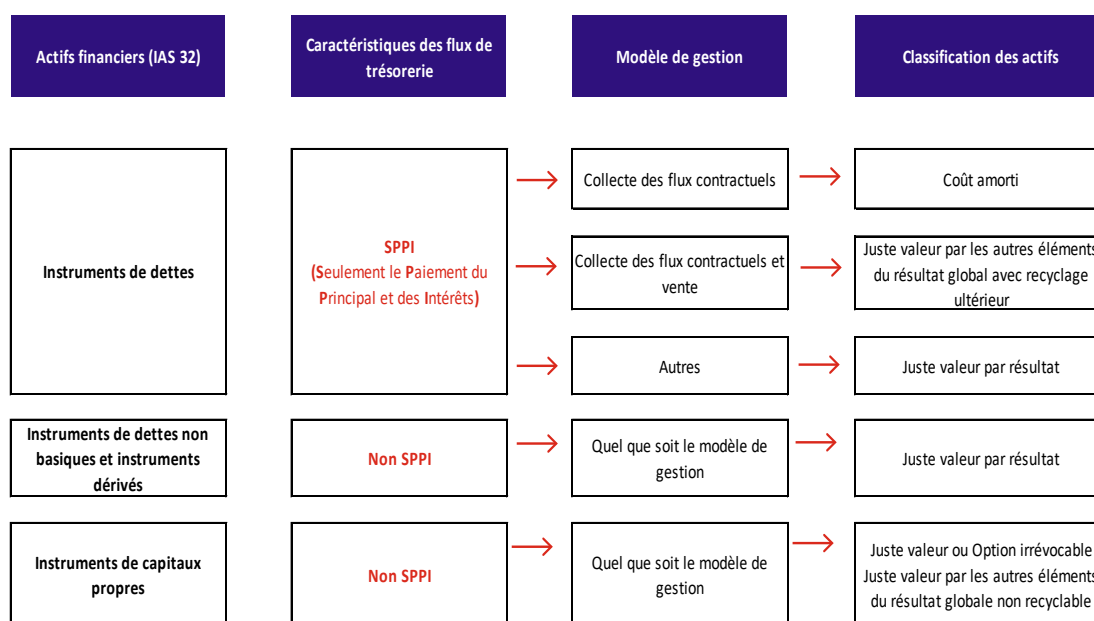 Actifs financiers (IAS 32)
Caractéristiques des flux de
trésorerie
Modèle de gestion
Classification des actifs
Instruments de dettes
SPPI
(Seulement le Paiement du
Principal et des Intérêts)
Collecte des flux contractuels
Coût amorti
Collecte des flux contractuels et
vente
Juste valeur par les autres éléments
du résultat global avec recyclage
ultérieur
Autres
Juste valeur par résultat
Instruments de dettes non
basiques et instruments
dérivés
Non SPPI
Quel que soit le modèle de
gestion
Juste valeur par résultat
Instruments de capitaux
propres
Non SPPI
Quel que soit le modèle de
gestion
Juste valeur ou Option irrévocable
Juste valeur par les autres éléments
du résultat globale non recyclable